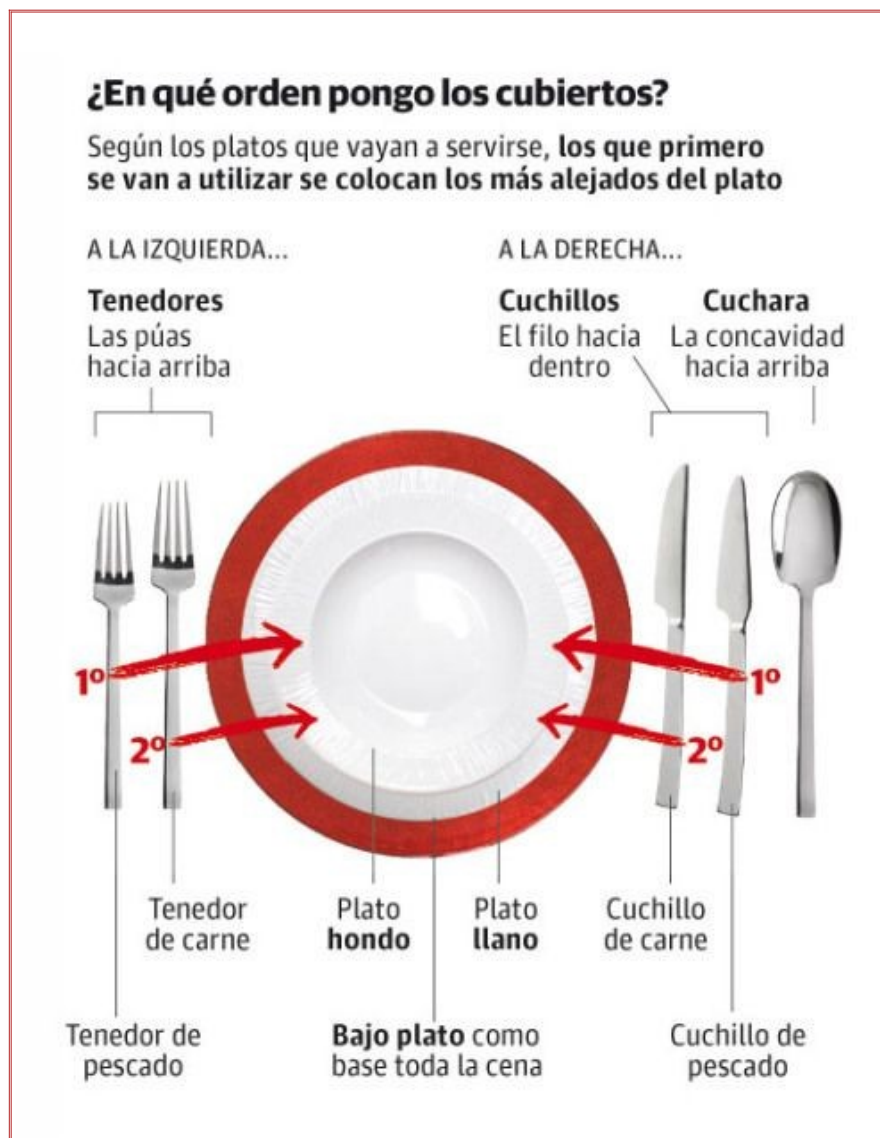 ¿En qué orden pongo los cubiertos?
Según los platos que vayan a servirse, los que primero
se van a utilizar se colocan los más alejados del plato
A LA IZQUIERDA...
Tenedores
Las púas
hacia arriba
A LA DERECHA...
Cuchillos
El filo hacia
dentro
Cuchara
La concavidad
hacia arriba
1º
2º
1º
2º
Tenedor
de carne
Plato
hondo
Plato
llano
Cuchillo
de carne
Tenedor de
pescado
Bajo plato como
base toda la cena
Cuchillo de
pescado